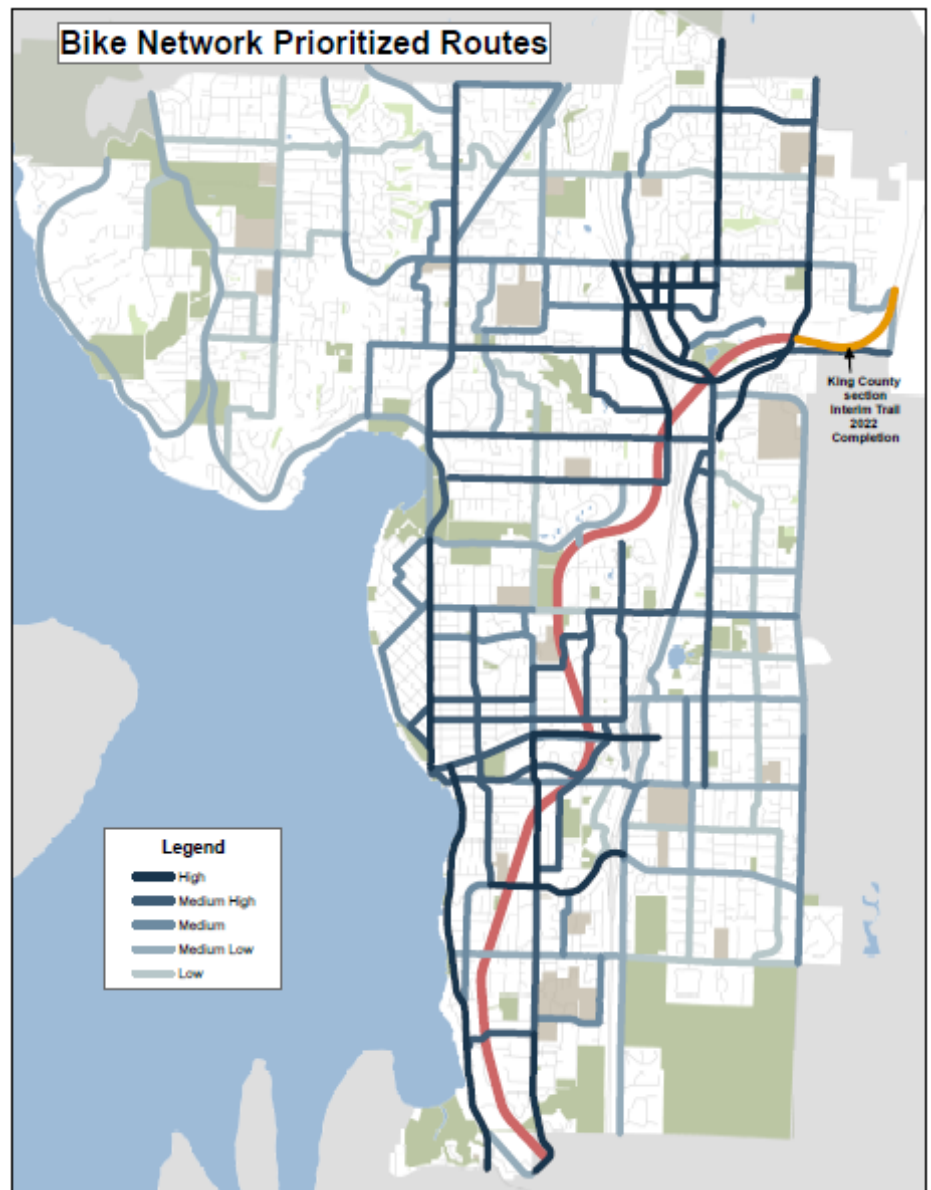 Bike Network Prioritized Routes
King County
section
Interim Trail
2022
Completion
Legend
High
Medium High
Medium
Medium Low
Low